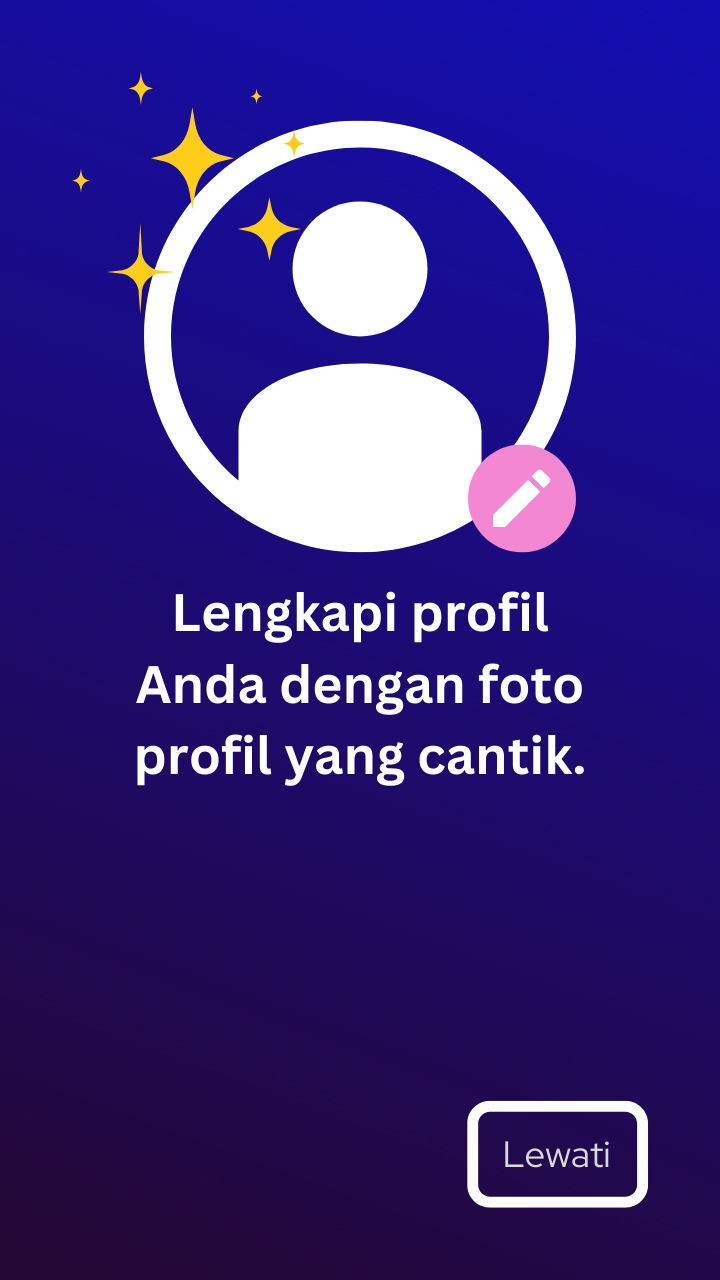 Lengkapi profil
Anda dengan foto
profil yang cantik.
Lewati